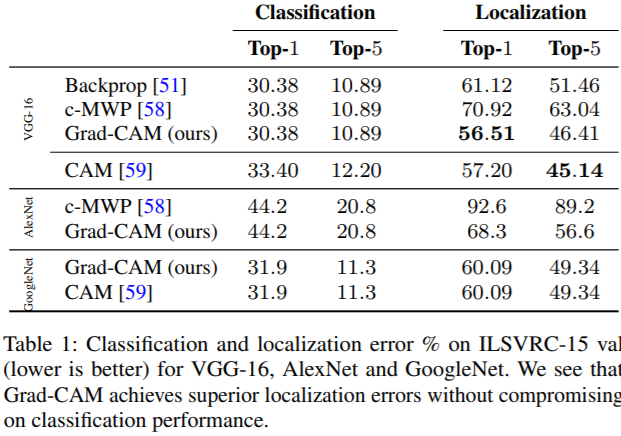 Classification Localization
Top-1 Top-5 Top-1 Top-5
VGG-16
Backprop [51] 30.38 10.89 61.12 51.46
c-MWP [58] 30.38 10.89 70.92 63.04
Grad-CAM (ours) 30.38 10.89 56.51 46.41
CAM [59] 33.40 12.20 57.20 45.14
AlexNet
c-MWP [58] 44.2 20.8 92.6 89.2
Grad-CAM (ours) 44.2 20.8 68.3 56.6
GoogleNet
Grad-CAM (ours) 31.9 11.3 60.09 49.34
CAM [59] 31.9 11.3 60.09 49.34
Table 1: Classification and localization error % on ILSVRC-15 val
(lower is better) for VGG-16, AlexNet and GoogleNet. We see that
Grad-CAM achieves superior localization errors without compromising
on classification performance.